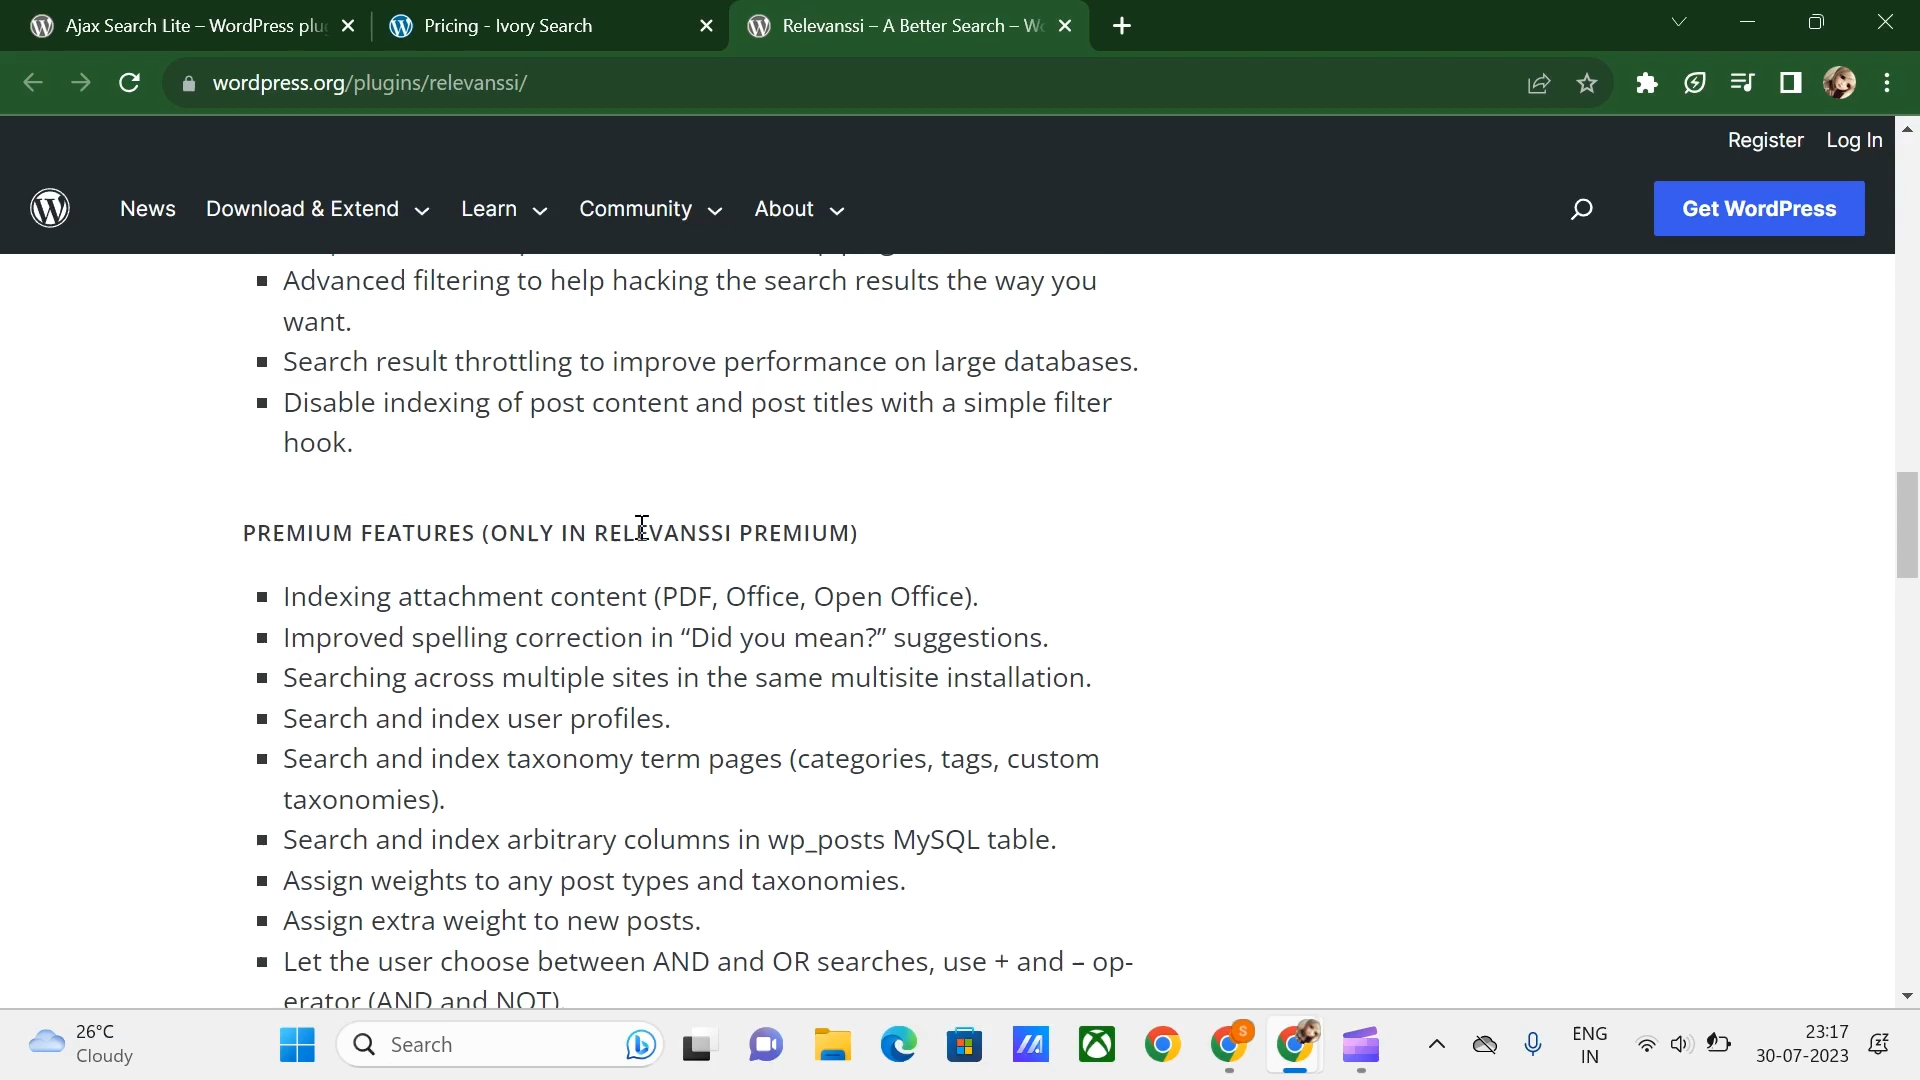 Ajax Search Lite – WordPress plu
Pricing - Ivory Search
Relevanssi – A Better Search – Wo
wordpress.org/plugins/relevanssi/
Register Log In
News Download & Extend Learn Community About Get WordPress
Advanced filtering to help hacking the search results the way you
want.
Search result throttling to improve performance on large databases.
Disable indexing of post content and post titles with a simple filter
hook.
PREMIUM FEATURES (ONLY IN RELEVANSSI PREMIUM)
Indexing attachment content (PDF, Office, Open Office).
Improved spelling correction in “Did you mean?” suggestions.
Searching across multiple sites in the same multisite installation.
Search and index user profiles.
Search and index taxonomy term pages (categories, tags, custom
taxonomies).
Search and index arbitrary columns in wp_posts MySQL table.
Assign weights to any post types and taxonomies.
Assign extra weight to new posts.
Let the user choose between AND and OR searches, use + and – op-
erator (AND and NOT).
26°C
Cloudy
Search
S
ENG
IN
23:17
30-07-2023